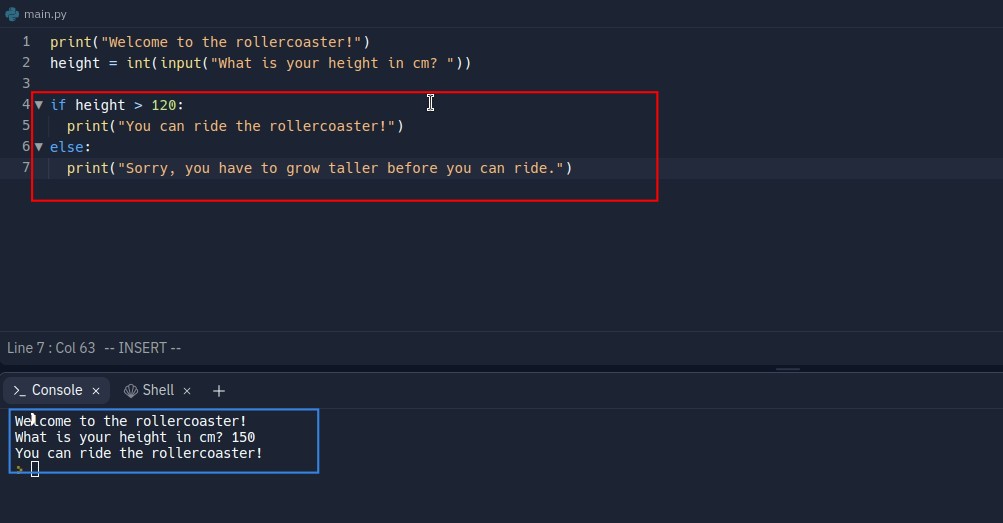 main.py
1 print("Welcome to the rollercoaster!")
2 height = int(input("What is your height in cm? "))
3
4 if height > 120:
5   print("You can ride the rollercoaster!")
6 else:
7   print("Sorry, you have to grow taller before you can ride.")
Line 7 : Col 63 -- INSERT --
>_ Console × Shell × +
Welcome to the rollercoaster!
What is your height in cm? 150
You can ride the rollercoaster!
>